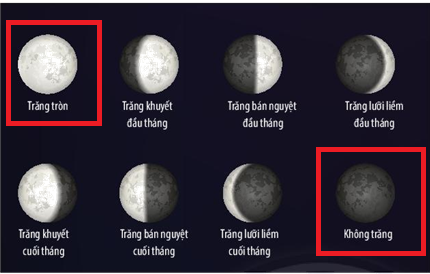 Trăng tròn
Trăng khuyết
đầu tháng
Trăng bán nguyệt
đầu tháng
Trăng lưỡi liềm
đầu tháng
Trăng khuyết
cuối tháng
Trăng bán nguyệt
cuối tháng
Trăng lưỡi liềm
cuối tháng
Không trăng